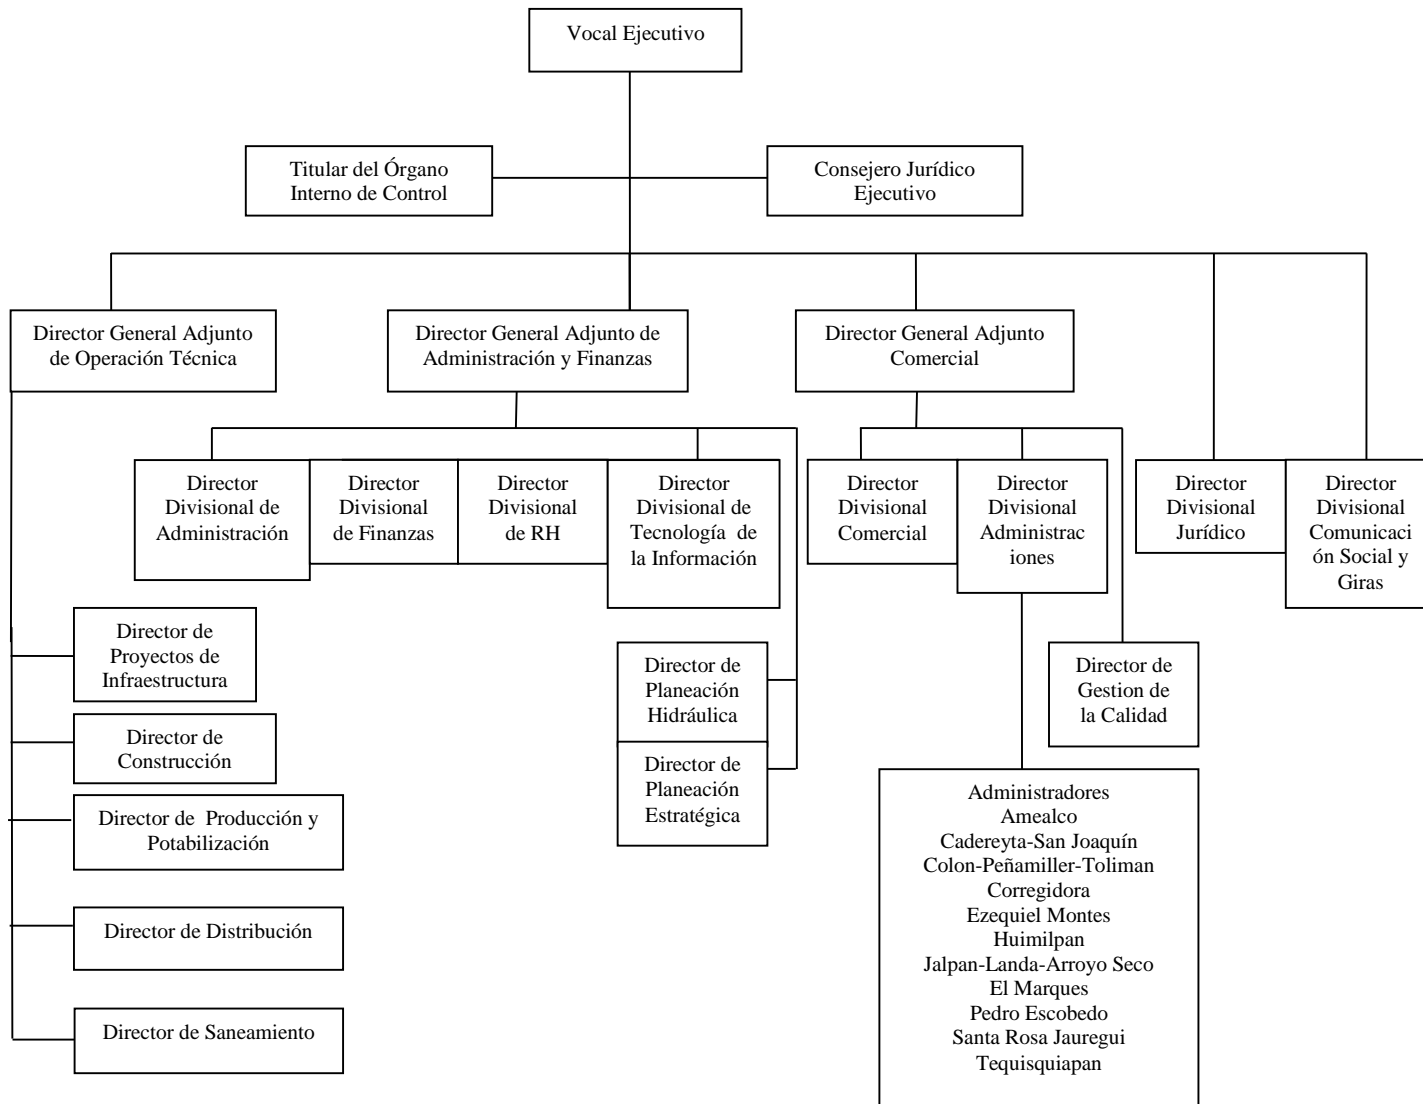 Vocal Ejecutivo
Titular del Órgano
Interno de Control
Consejero Jurídico
Ejecutivo
Director General Adjunto
de Operación Técnica
Director General Adjunto de
Administración y Finanzas
Director General Adjunto
Comercial
Director
Divisional de
Administración
Director
Divisional
de Finanzas
Director
Divisional
de RH
Director
Divisional de
Tecnología de
la Información
Director
Divisional
Comercial
Director
Divisional
Administrac
iones
Director
Divisional
Jurídico
Director
Divisional
Comunicaci
ón Social y
Giras
Director de
Proyectos de
Infraestructura
Director de
Construcción
Director de Producción y
Potabilización
Director de Distribución
Director de Saneamiento
Director de
Planeación
Hidráulica
Director de
Planeación
Estratégica
Director de
Gestion de
la Calidad
Administradores
Amealco
Cadereyta-San Joaquín
Colon-Peñamiller-Toliman
Corregidora
Ezequiel Montes
Huimilpan
Jalpan-Landa-Arroyo Seco
El Marques
Pedro Escobedo
Santa Rosa Jauregui
Tequisquiapan